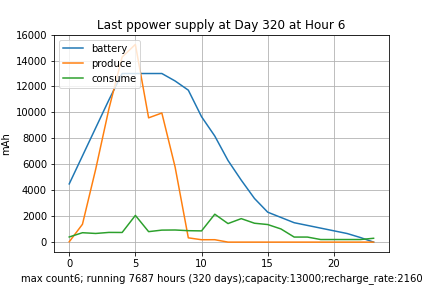 Last ppower supply at Day 320 at Hour 6
16000
14000
12000
10000
8000
6000
4000
2000
0
mAh
battery
produce
consume
0 5 10 15 20
max count6; running 7687 hours (320 days);capacity:13000;recharge_rate:2160